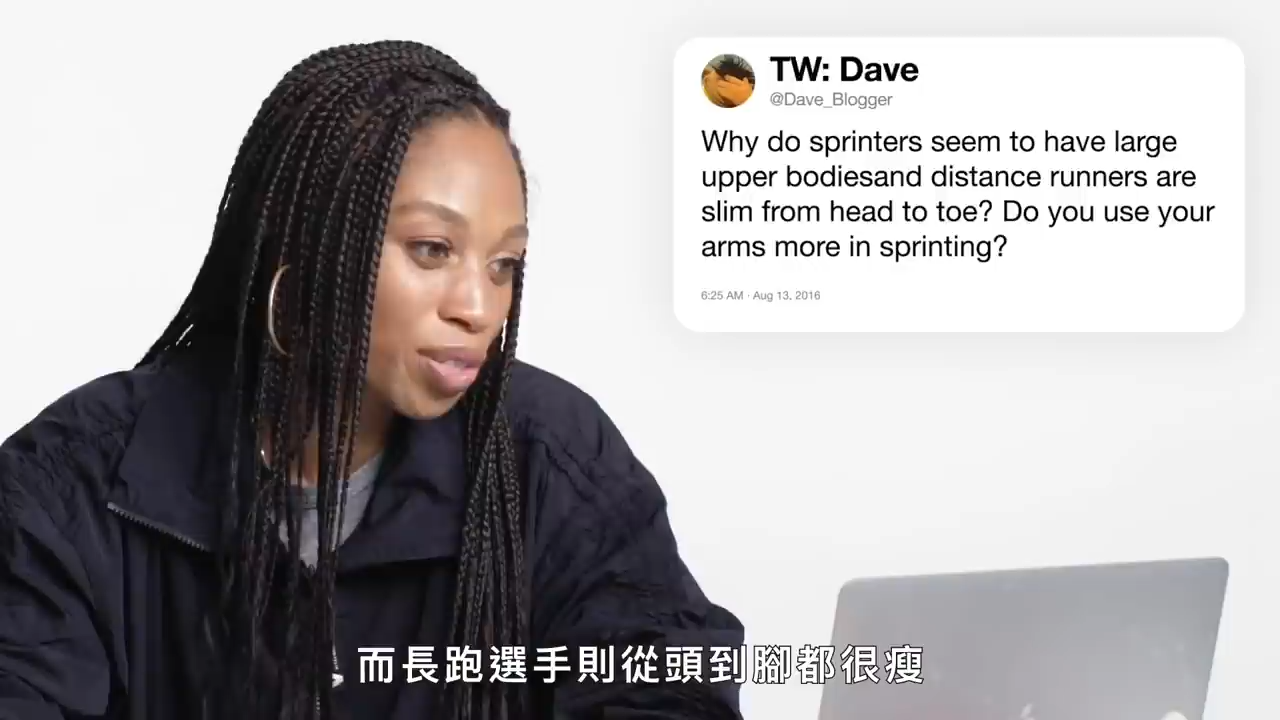 TW: Dave
@Dave_Blogger
Why do sprinters seem to have large
upper bodiesand distance runners are
slim from head to toe? Do you use your
arms more in sprinting?
6:25 AM · Aug 13, 2016
而長跑選手則從頭到腳都很瘦